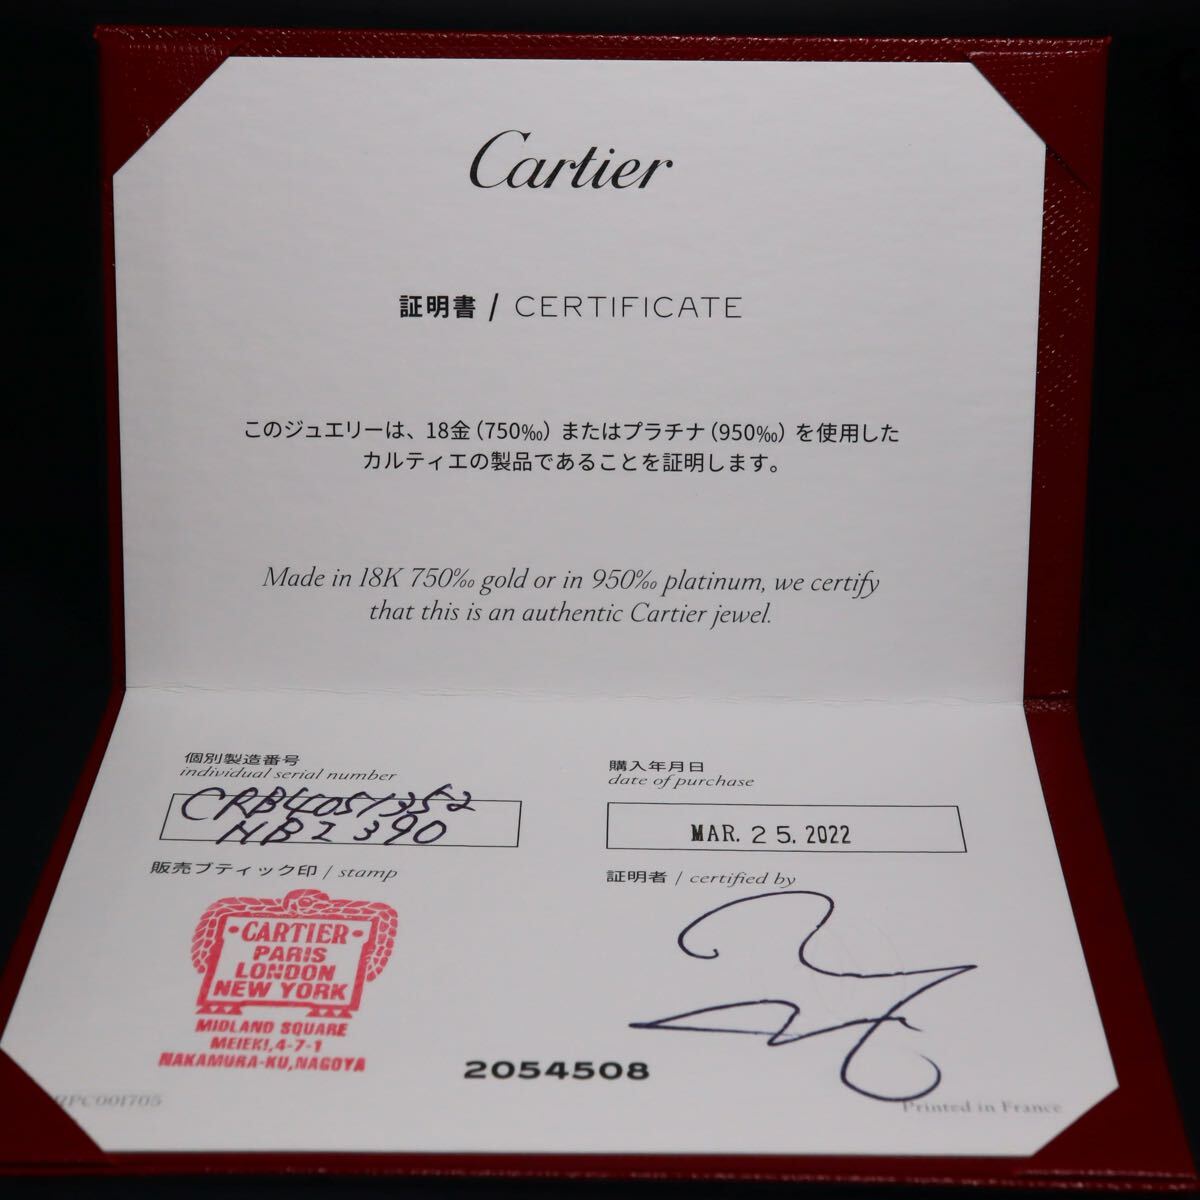 Cartier
証明書 / CERTIFICATE
このジュエリーは、18金(750‰)またはプラチナ(950‰)を使用した
カルティエの製品であることを証明します。
Made in 18K 750‰ gold or in 950‰ platinum, we certify
that this is an authentic Cartier jewel.
個別製造番号
individual serial number
CRB4051352
HBI390
販売ブティック印 / stamp
•CARTIER•
PARIS
LONDON
NEW YORK
MIDLAND SQUARE
MEIEKI,4-7-1
NAKAMURA-KU,NAGOYA
購入年月日
date of purchase
MAR. 25. 2022
証明者 / certified by
2054508
RPC001705
Printed in France